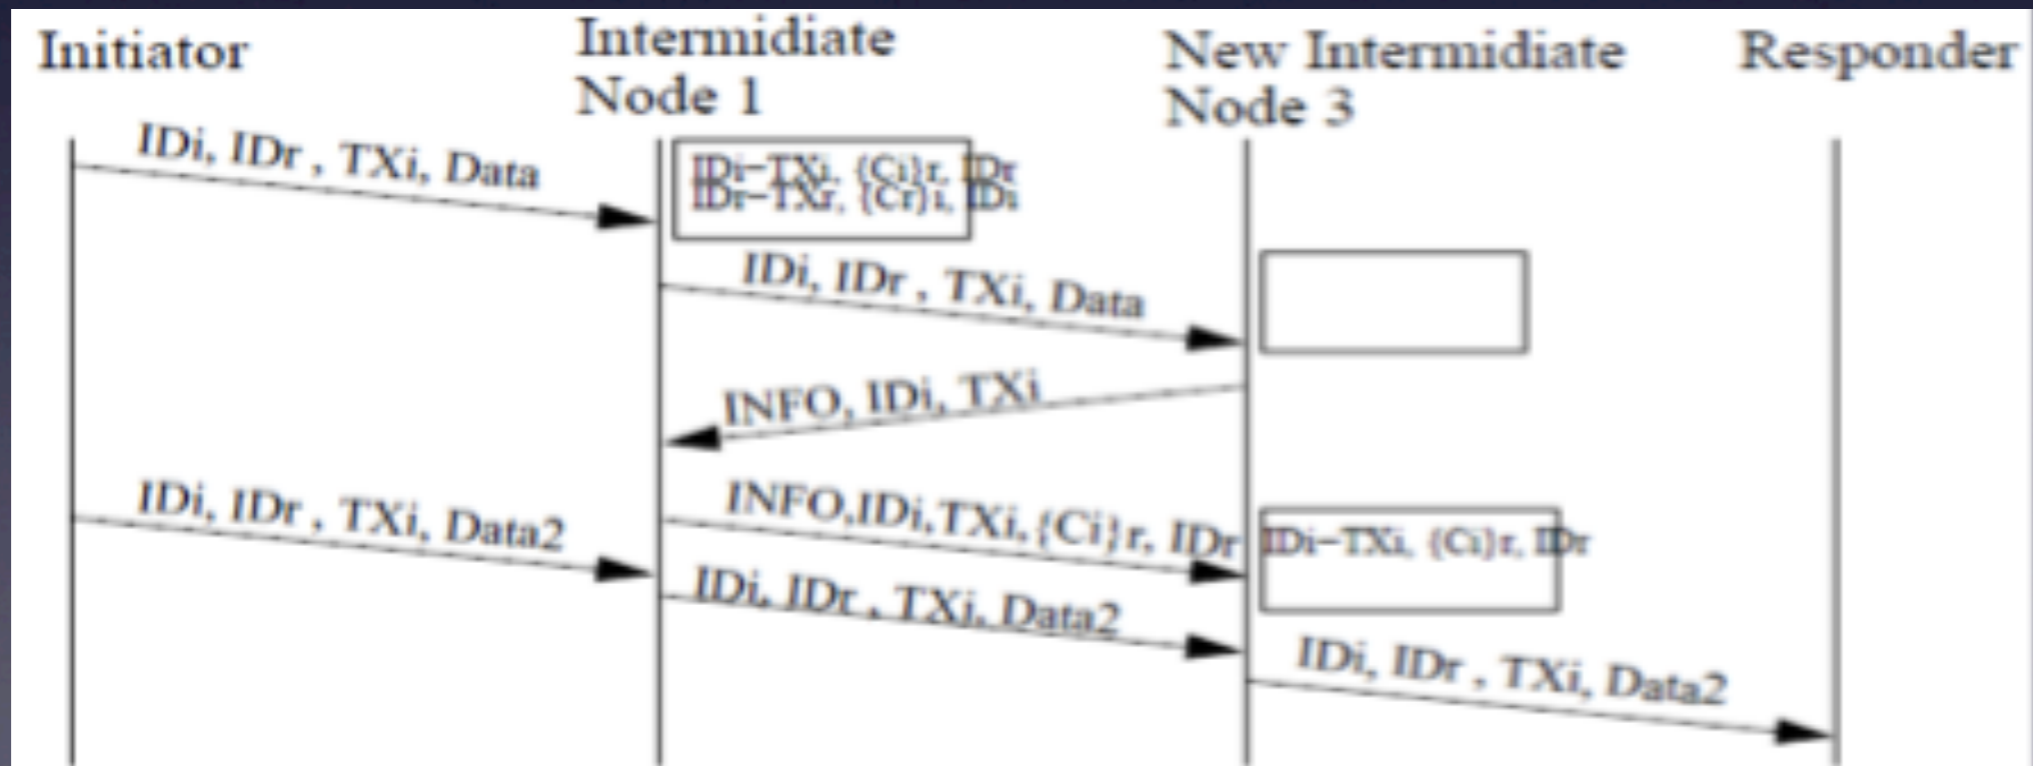 Initiator
Intermidiate
Node 1
New Intermidiate
Node 3
Responder
IDi, IDr , TXi, Data
IDi-TXi, {Ci}r, IDr
IDr-TXr, {Cr}i, IDi
IDi, IDr , TXi, Data
INFO, IDi, TXi
IDi, IDr , TXi, Data2
INFO,IDi,TXi,{Ci}r, IDr
IDi-TXi, {Ci}r, IDr
IDi, IDr , TXi, Data2
IDi, IDr , TXi, Data2